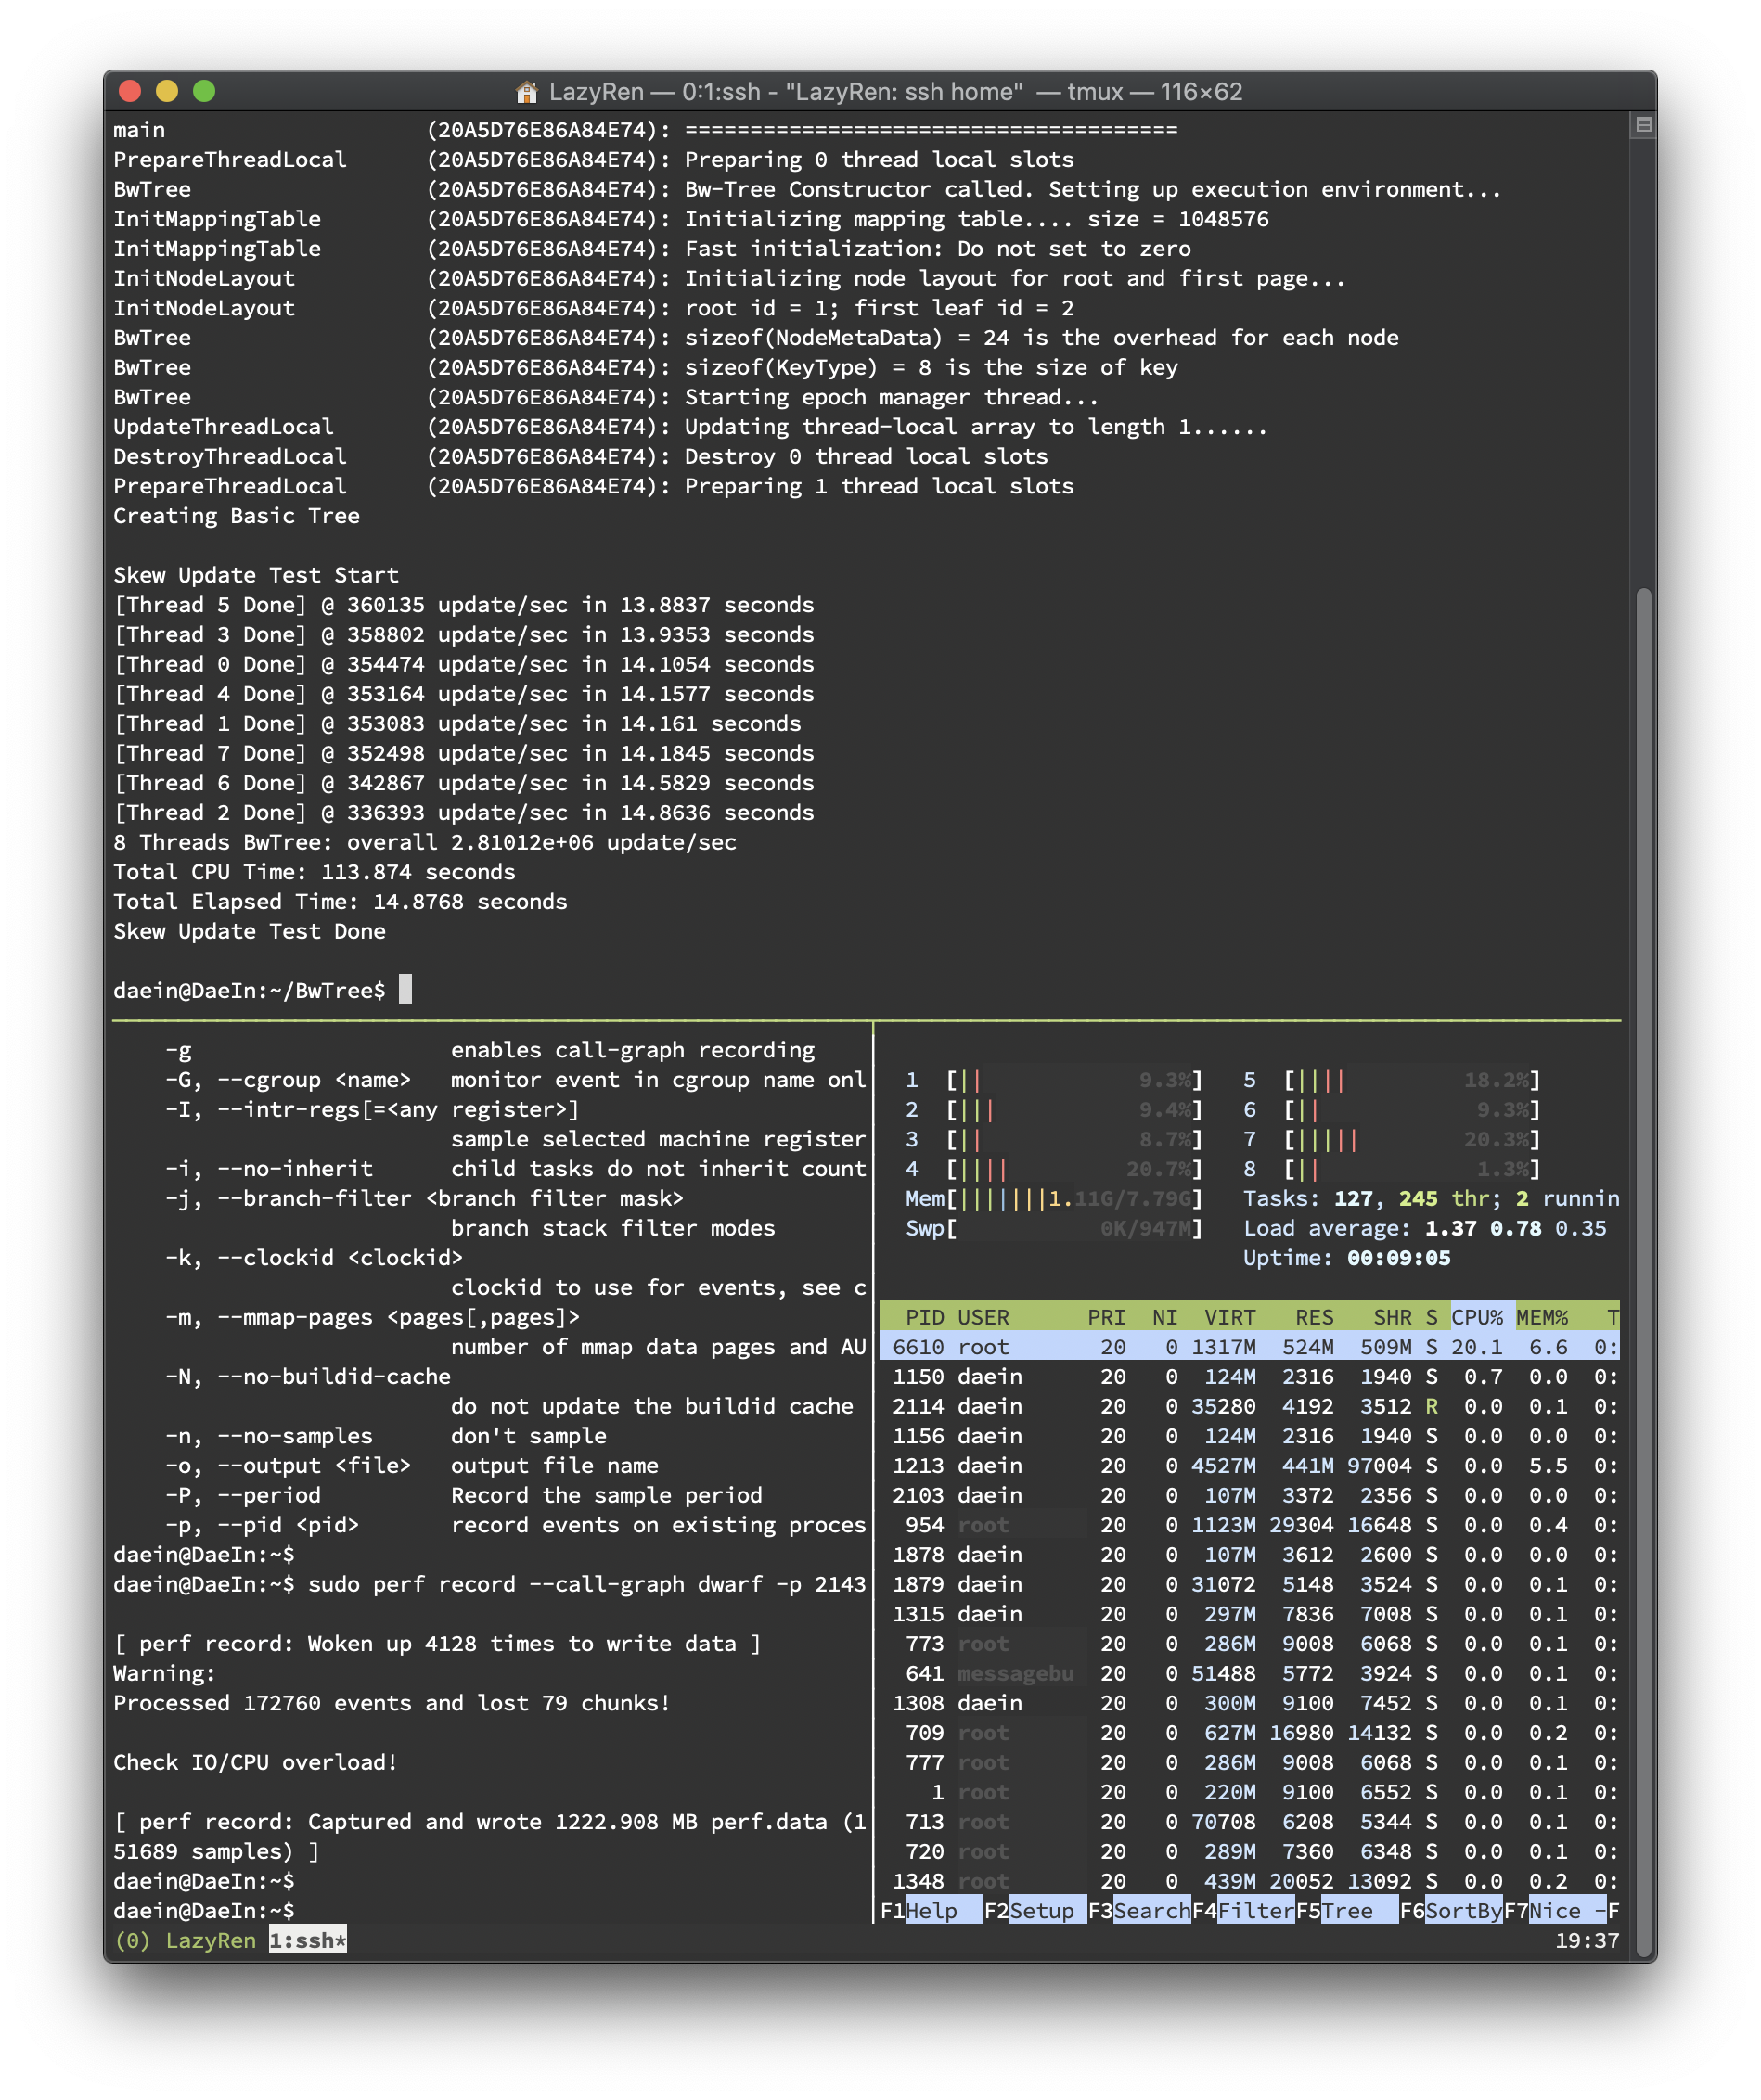 LazyRen — 0:1:ssh - "LazyRen: ssh home" — tmux — 116×62
main (20A5D76E86A84E74): ======================================
PrepareThreadLocal (20A5D76E86A84E74): Preparing 0 thread local slots
BwTree (20A5D76E86A84E74): Bw-Tree Constructor called. Setting up execution environment...
InitMappingTable (20A5D76E86A84E74): Initializing mapping table.... size = 1048576
InitMappingTable (20A5D76E86A84E74): Fast initialization: Do not set to zero
InitNodeLayout (20A5D76E86A84E74): Initializing node layout for root and first page...
InitNodeLayout (20A5D76E86A84E74): root id = 1; first leaf id = 2
BwTree (20A5D76E86A84E74): sizeof(NodeMetaData) = 24 is the overhead for each node
BwTree (20A5D76E86A84E74): sizeof(KeyType) = 8 is the size of key
BwTree (20A5D76E86A84E74): Starting epoch manager thread...
UpdateThreadLocal (20A5D76E86A84E74): Updating thread-local array to length 1......
DestroyThreadLocal (20A5D76E86A84E74): Destroy 0 thread local slots
PrepareThreadLocal (20A5D76E86A84E74): Preparing 1 thread local slots
Creating Basic Tree
Skew Update Test Start
[Thread 5 Done] @ 360135 update/sec in 13.8837 seconds
[Thread 3 Done] @ 358802 update/sec in 13.9353 seconds
[Thread 0 Done] @ 354474 update/sec in 14.1054 seconds
[Thread 4 Done] @ 353164 update/sec in 14.1577 seconds
[Thread 1 Done] @ 353083 update/sec in 14.161 seconds
[Thread 7 Done] @ 352498 update/sec in 14.1845 seconds
[Thread 6 Done] @ 342867 update/sec in 14.5829 seconds
[Thread 2 Done] @ 336393 update/sec in 14.8636 seconds
8 Threads BwTree: overall 2.81012e+06 update/sec
Total CPU Time: 113.874 seconds
Total Elapsed Time: 14.8768 seconds
Skew Update Test Done
daein@DaeIn:~/BwTree$
-g enables call-graph recording
-G, --cgroup <name> monitor event in cgroup name onl
-I, --intr-regs[=<any register>]
sample selected machine register
-i, --no-inherit child tasks do not inherit count
-j, --branch-filter <branch filter mask>
branch stack filter modes
-k, --clockid <clockid>
clockid to use for events, see c
-m, --mmap-pages <pages[,pages]>
number of mmap data pages and AU
-N, --no-buildid-cache
do not update the buildid cache
-n, --no-samples don't sample
-o, --output <file> output file name
-P, --period Record the sample period
-p, --pid <pid> record events on existing proces
daein@DaeIn:~$
daein@DaeIn:~$ sudo perf record --call-graph dwarf -p 2143
[ perf record: Woken up 4128 times to write data ]
Warning:
Processed 172760 events and lost 79 chunks!
Check IO/CPU overload!
[ perf record: Captured and wrote 1222.908 MB perf.data (1
51689 samples) ]
daein@DaeIn:~$
daein@DaeIn:~$
1 [|| 9.3%] 5 [|||| 18.2%]
2 [||| 9.4%] 6 [|| 9.3%]
3 [|| 8.7%] 7 [||||| 20.3%]
4 [|||| 20.7%] 8 [|| 1.3%]
Mem[|||||||1.11G/7.79G] Tasks: 127, 245 thr; 2 runnin
Swp[ 0K/947M] Load average: 1.37 0.78 0.35
Uptime: 00:09:05
PID USER PRI NI VIRT RES SHR S CPU% MEM% T
6610 root 20 0 1317M 524M 509M S 20.1 6.6 0:
1150 daein 20 0 124M 2316 1940 S 0.7 0.0 0:
2114 daein 20 0 35280 4192 3512 R 0.0 0.1 0:
1156 daein 20 0 124M 2316 1940 S 0.0 0.0 0:
1213 daein 20 0 4527M 441M 97004 S 0.0 5.5 0:
2103 daein 20 0 107M 3372 2356 S 0.0 0.0 0:
954 root 20 0 1123M 29304 16648 S 0.0 0.4 0:
1878 daein 20 0 107M 3612 2600 S 0.0 0.0 0:
1879 daein 20 0 31072 5148 3524 S 0.0 0.1 0:
1315 daein 20 0 297M 7836 7008 S 0.0 0.1 0:
773 root 20 0 286M 9008 6068 S 0.0 0.1 0:
641 messagebu 20 0 51488 5772 3924 S 0.0 0.1 0:
1308 daein 20 0 300M 9100 7452 S 0.0 0.1 0:
709 root 20 0 627M 16980 14132 S 0.0 0.2 0:
777 root 20 0 286M 9008 6068 S 0.0 0.1 0:
1 root 20 0 220M 9100 6552 S 0.0 0.1 0:
713 root 20 0 70708 6208 5344 S 0.0 0.1 0:
720 root 20 0 289M 7360 6348 S 0.0 0.1 0:
1348 root 20 0 439M 20052 13092 S 0.0 0.2 0:
F1Help F2Setup F3SearchF4FilterF5Tree F6SortByF7Nice -F
(0) LazyRen 1:ssh* 19:37